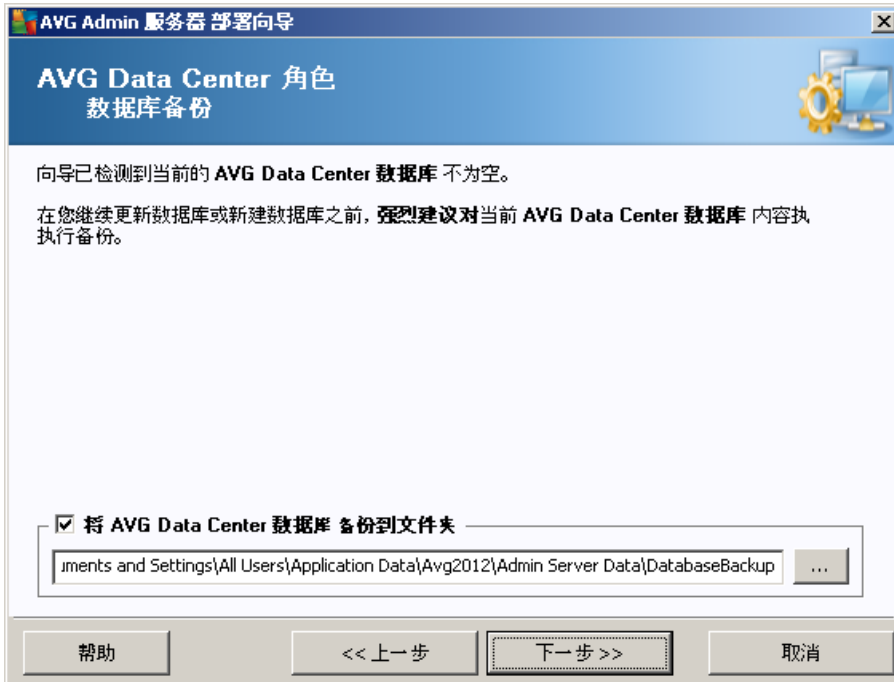 AVG Admin 服务器 部署向导
AVG Data Center 角色
数据库备份
向导已检测到当前的 AVG Data Center 数据库 不为空。
在您继续更新数据库或新建数据库之前, 强烈建议对当前 AVG Data Center 数据库 内容执
执行备份。
将 AVG Data Center 数据库 备份到文件夹
uments and Settings\All Users\Application Data\Avg2012\Admin Server Data\DatabaseBackup
...
帮助
<< 上一步
下一步 >>
取消